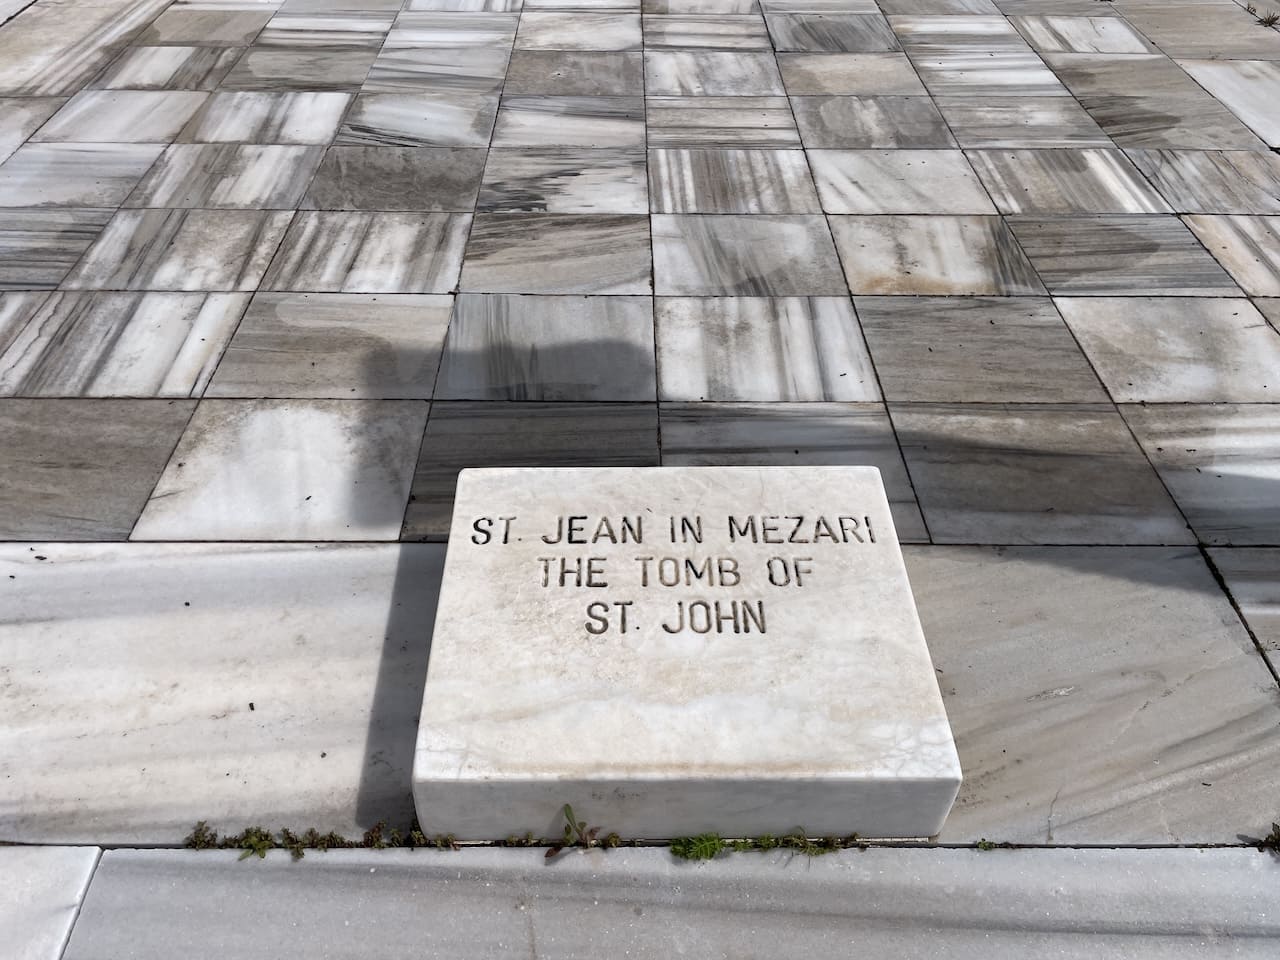 ST. JEAN IN MEZARI
THE TOMB OF
ST. JOHN